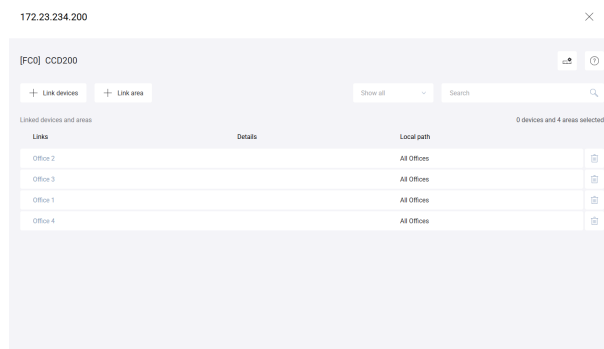 172.23.234.200
[FC0] CCD200
Link devices
Link area
Show all
Search
Linked devices and areas
0 devices and 4 areas selected
Links Details Local path
Office 2 All Offices
Office 3 All Offices
Office 1 All Offices
Office 4 All Offices